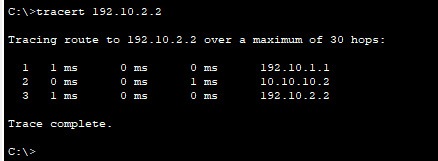 C:\>tracert 192.10.2.2
Tracing route to 192.10.2.2 over a maximum of 30 hops:
1 1 ms 0 ms 0 ms 192.10.1.1
2 0 ms 0 ms 1 ms 10.10.10.2
3 1 ms 0 ms 0 ms 192.10.2.2
Trace complete.
C:\>